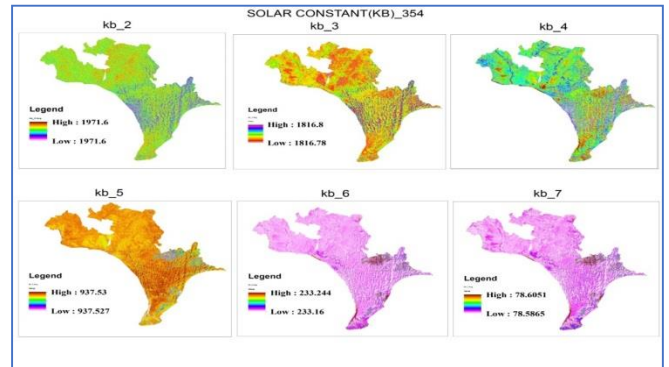 SOLAR CONSTANT(KB)_354
kb_2
kb_3
kb_4
Legend
High : 1971.6
Low : 1971.6
Legend
High : 1816.8
Low : 1816.78
kb_5
kb_6
kb_7
Legend
High : 937.53
Low : 937.527
Legend
High : 233.244
Low : 233.16
Legend
High : 78.6051
Low : 78.5865